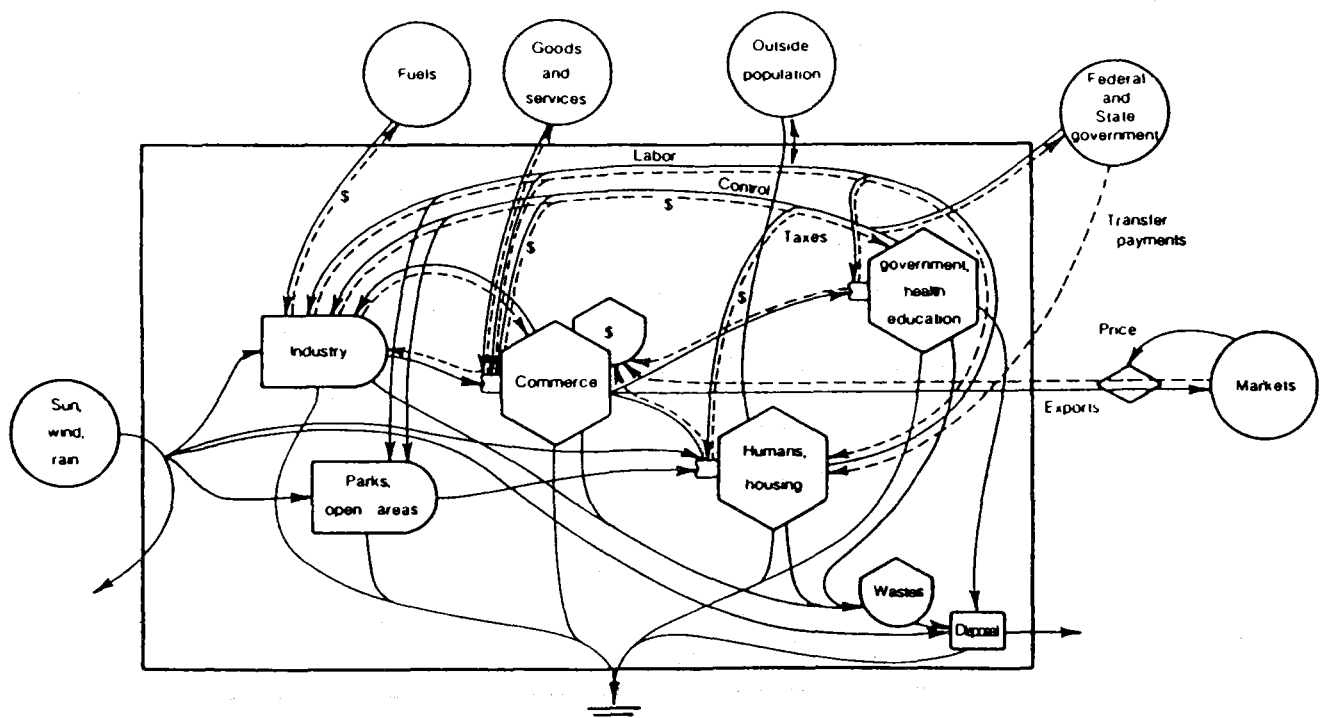 Fuels
Goods
and
services
Outside
population
Federal
and
State
government
Labor
Control
$
$
$
Taxes
$
Transfer
payments
government,
health
education
Industry
$
Commerce
Price
Markets
Exports
Sun,
wind,
rain
Humans,
housing
Parks,
open areas
Wastes
Disposal